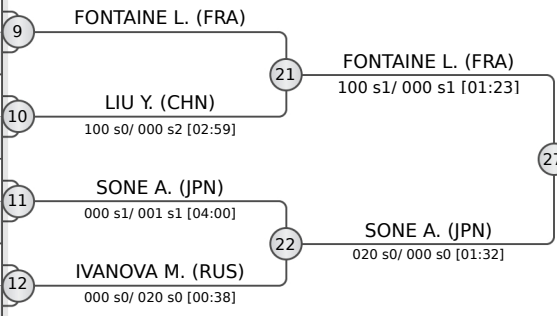 9
FONTAINE L. (FRA)
21
FONTAINE L. (FRA)
100 s1/ 000 s1 [01:23]
10
LIU Y. (CHN)
100 s0/ 000 s2 [02:59]
27
11
SONE A. (JPN)
000 s1/ 001 s1 [04:00]
22
SONE A. (JPN)
020 s0/ 000 s0 [01:32]
12
IVANOVA M. (RUS)
000 s0/ 020 s0 [00:38]